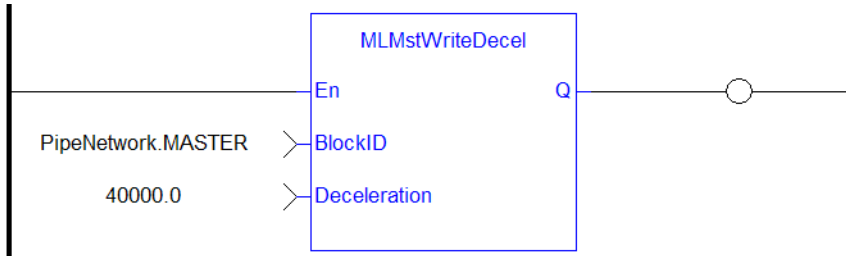 MLMstWriteDecel
En Q
PipeNetwork.MASTER BlockID
40000.0 Deceleration